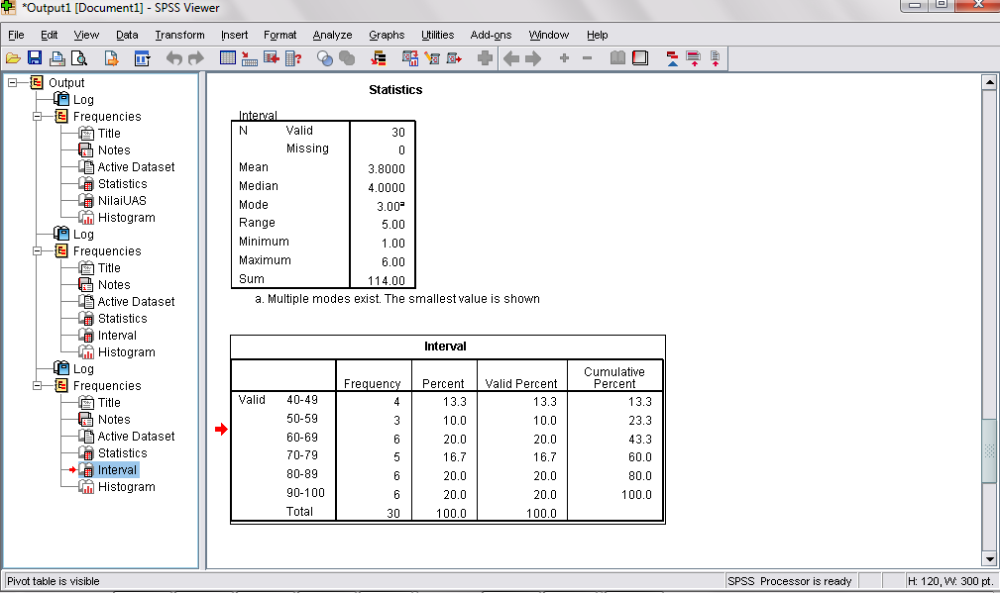 *Output1 [Document1] - SPSS Viewer
File Edit View Data Transform Insert Format Analyze Graphs Utilities Add-ons Window Help
Output
Log
Frequencies
Title
Notes
Active Dataset
Statistics
NilaiUAS
Histogram
Log
Frequencies
Title
Notes
Active Dataset
Statistics
Interval
Histogram
Log
Frequencies
Title
Notes
Active Dataset
Statistics
Interval
Histogram
Statistics
Interval
N Valid 30
Missing 0
Mean 3.8000
Median 4.0000
Mode 3.00a
Range 5.00
Minimum 1.00
Maximum 6.00
Sum 114.00
a. Multiple modes exist. The smallest value is shown
Interval
Frequency Percent Valid Percent Cumulative Percent
Valid 40-49 4 13.3 13.3 13.3
50-59 3 10.0 10.0 23.3
60-69 6 20.0 20.0 43.3
70-79 5 16.7 16.7 60.0
80-89 6 20.0 20.0 80.0
90-100 6 20.0 20.0 100.0
Total 30 100.0 100.0
Pivot table is visible SPSS Processor is ready H: 120, W: 300 pt.